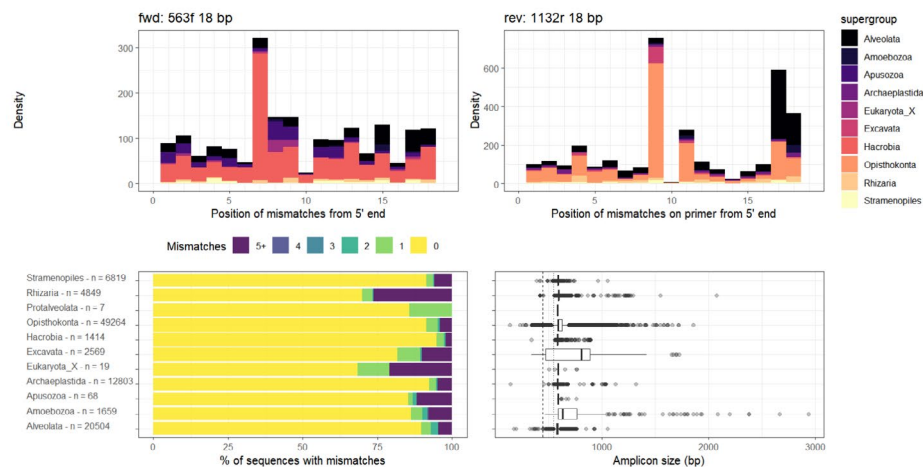 fwd: 563f 18 bp
rev: 1132r 18 bp
supergroup
Alveolata
Amoebozoa
Apusozoa
Archaeplastida
Eukaryota_X
Excavata
Hacrobia
Opisthokonta
Rhizaria
Stramenopiles
Density
300
200
100
0
0
5
10
15
Position of mismatches from 5' end
Density
600
400
200
0
0
5
10
15
Position of mismatches on primer from 5' end
Mismatches
5+
4
3
2
1
0
Stramenopiles - n = 6819
Rhizaria - n = 4849
Protalveolata - n = 7
Opisthokonta - n = 49264
Hacrobia - n = 1414
Excavata - n = 2569
Eukaryota_X - n = 19
Archaeplastida - n = 12803
Apusozoa - n = 68
Amoebozoa - n = 1659
Alveolata - n = 20504
0
25
50
75
100
% of sequences with mismatches
1000
2000
3000
Amplicon size (bp)